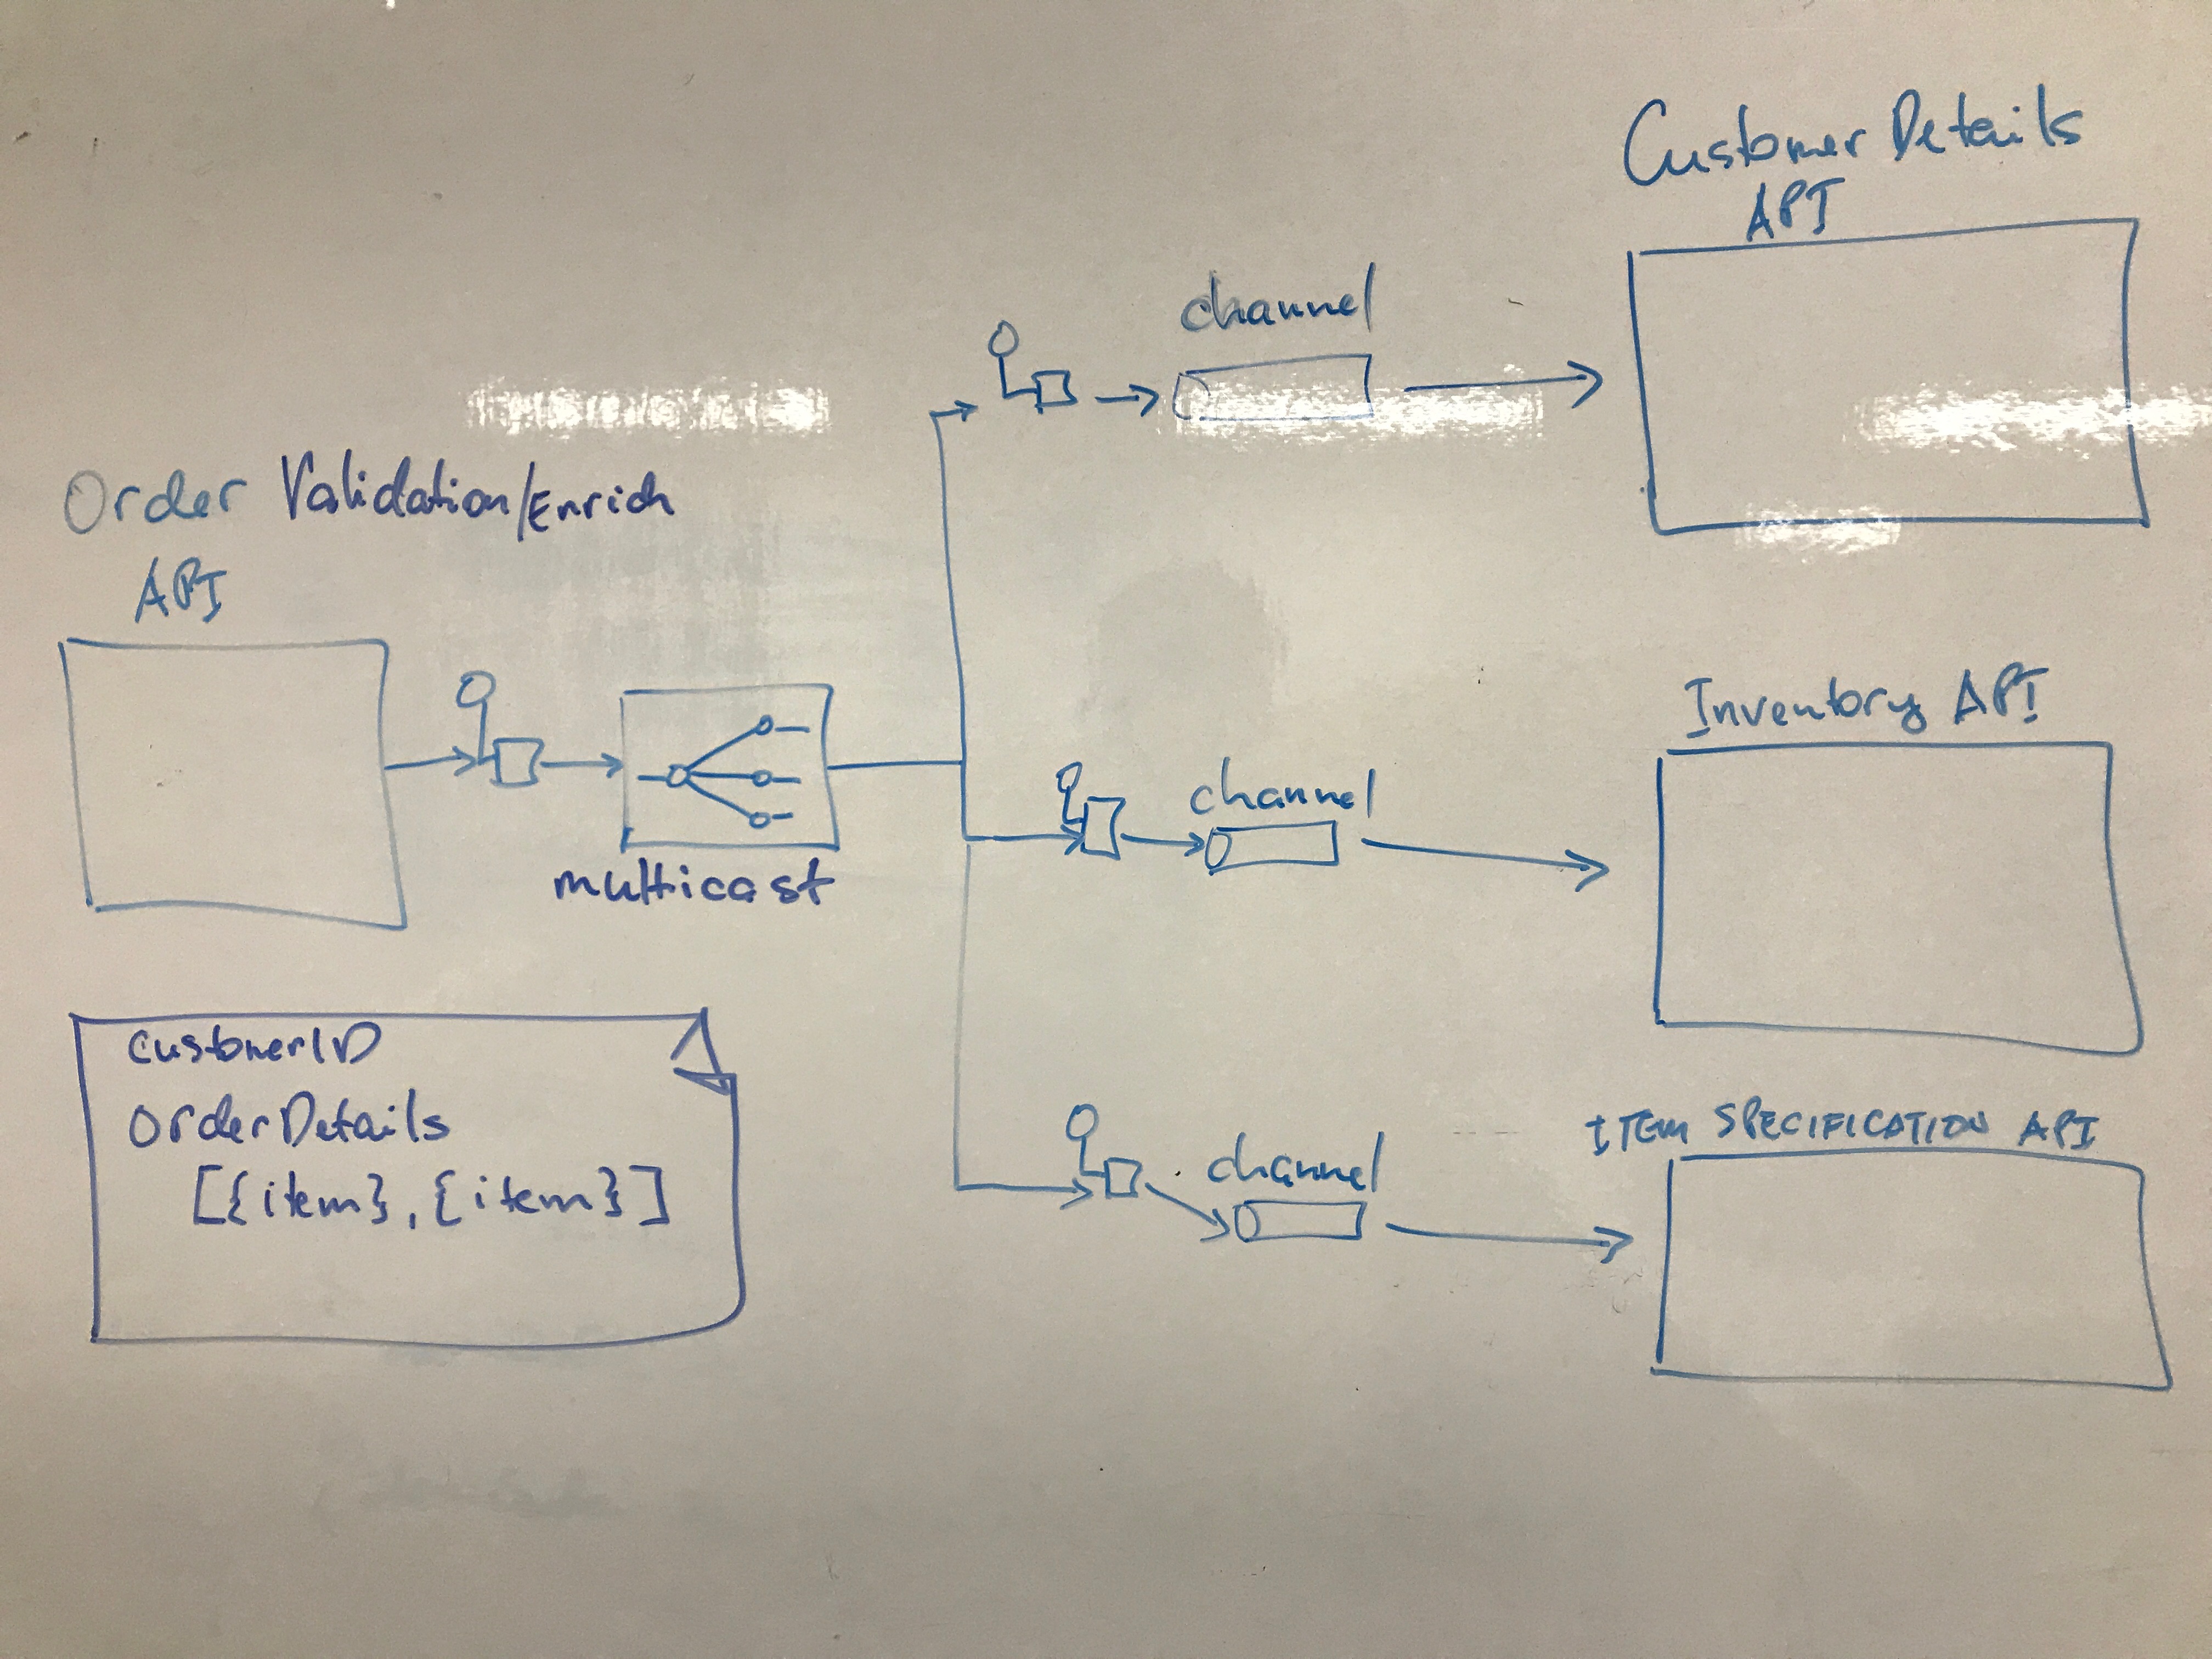 Customer Details
API
channel
Order Validation/Enrich
API
Inventory API
channel
multicast
CustomerID
OrderDetails
[{item},{item}]
ITEM SPECIFICATION API
channel